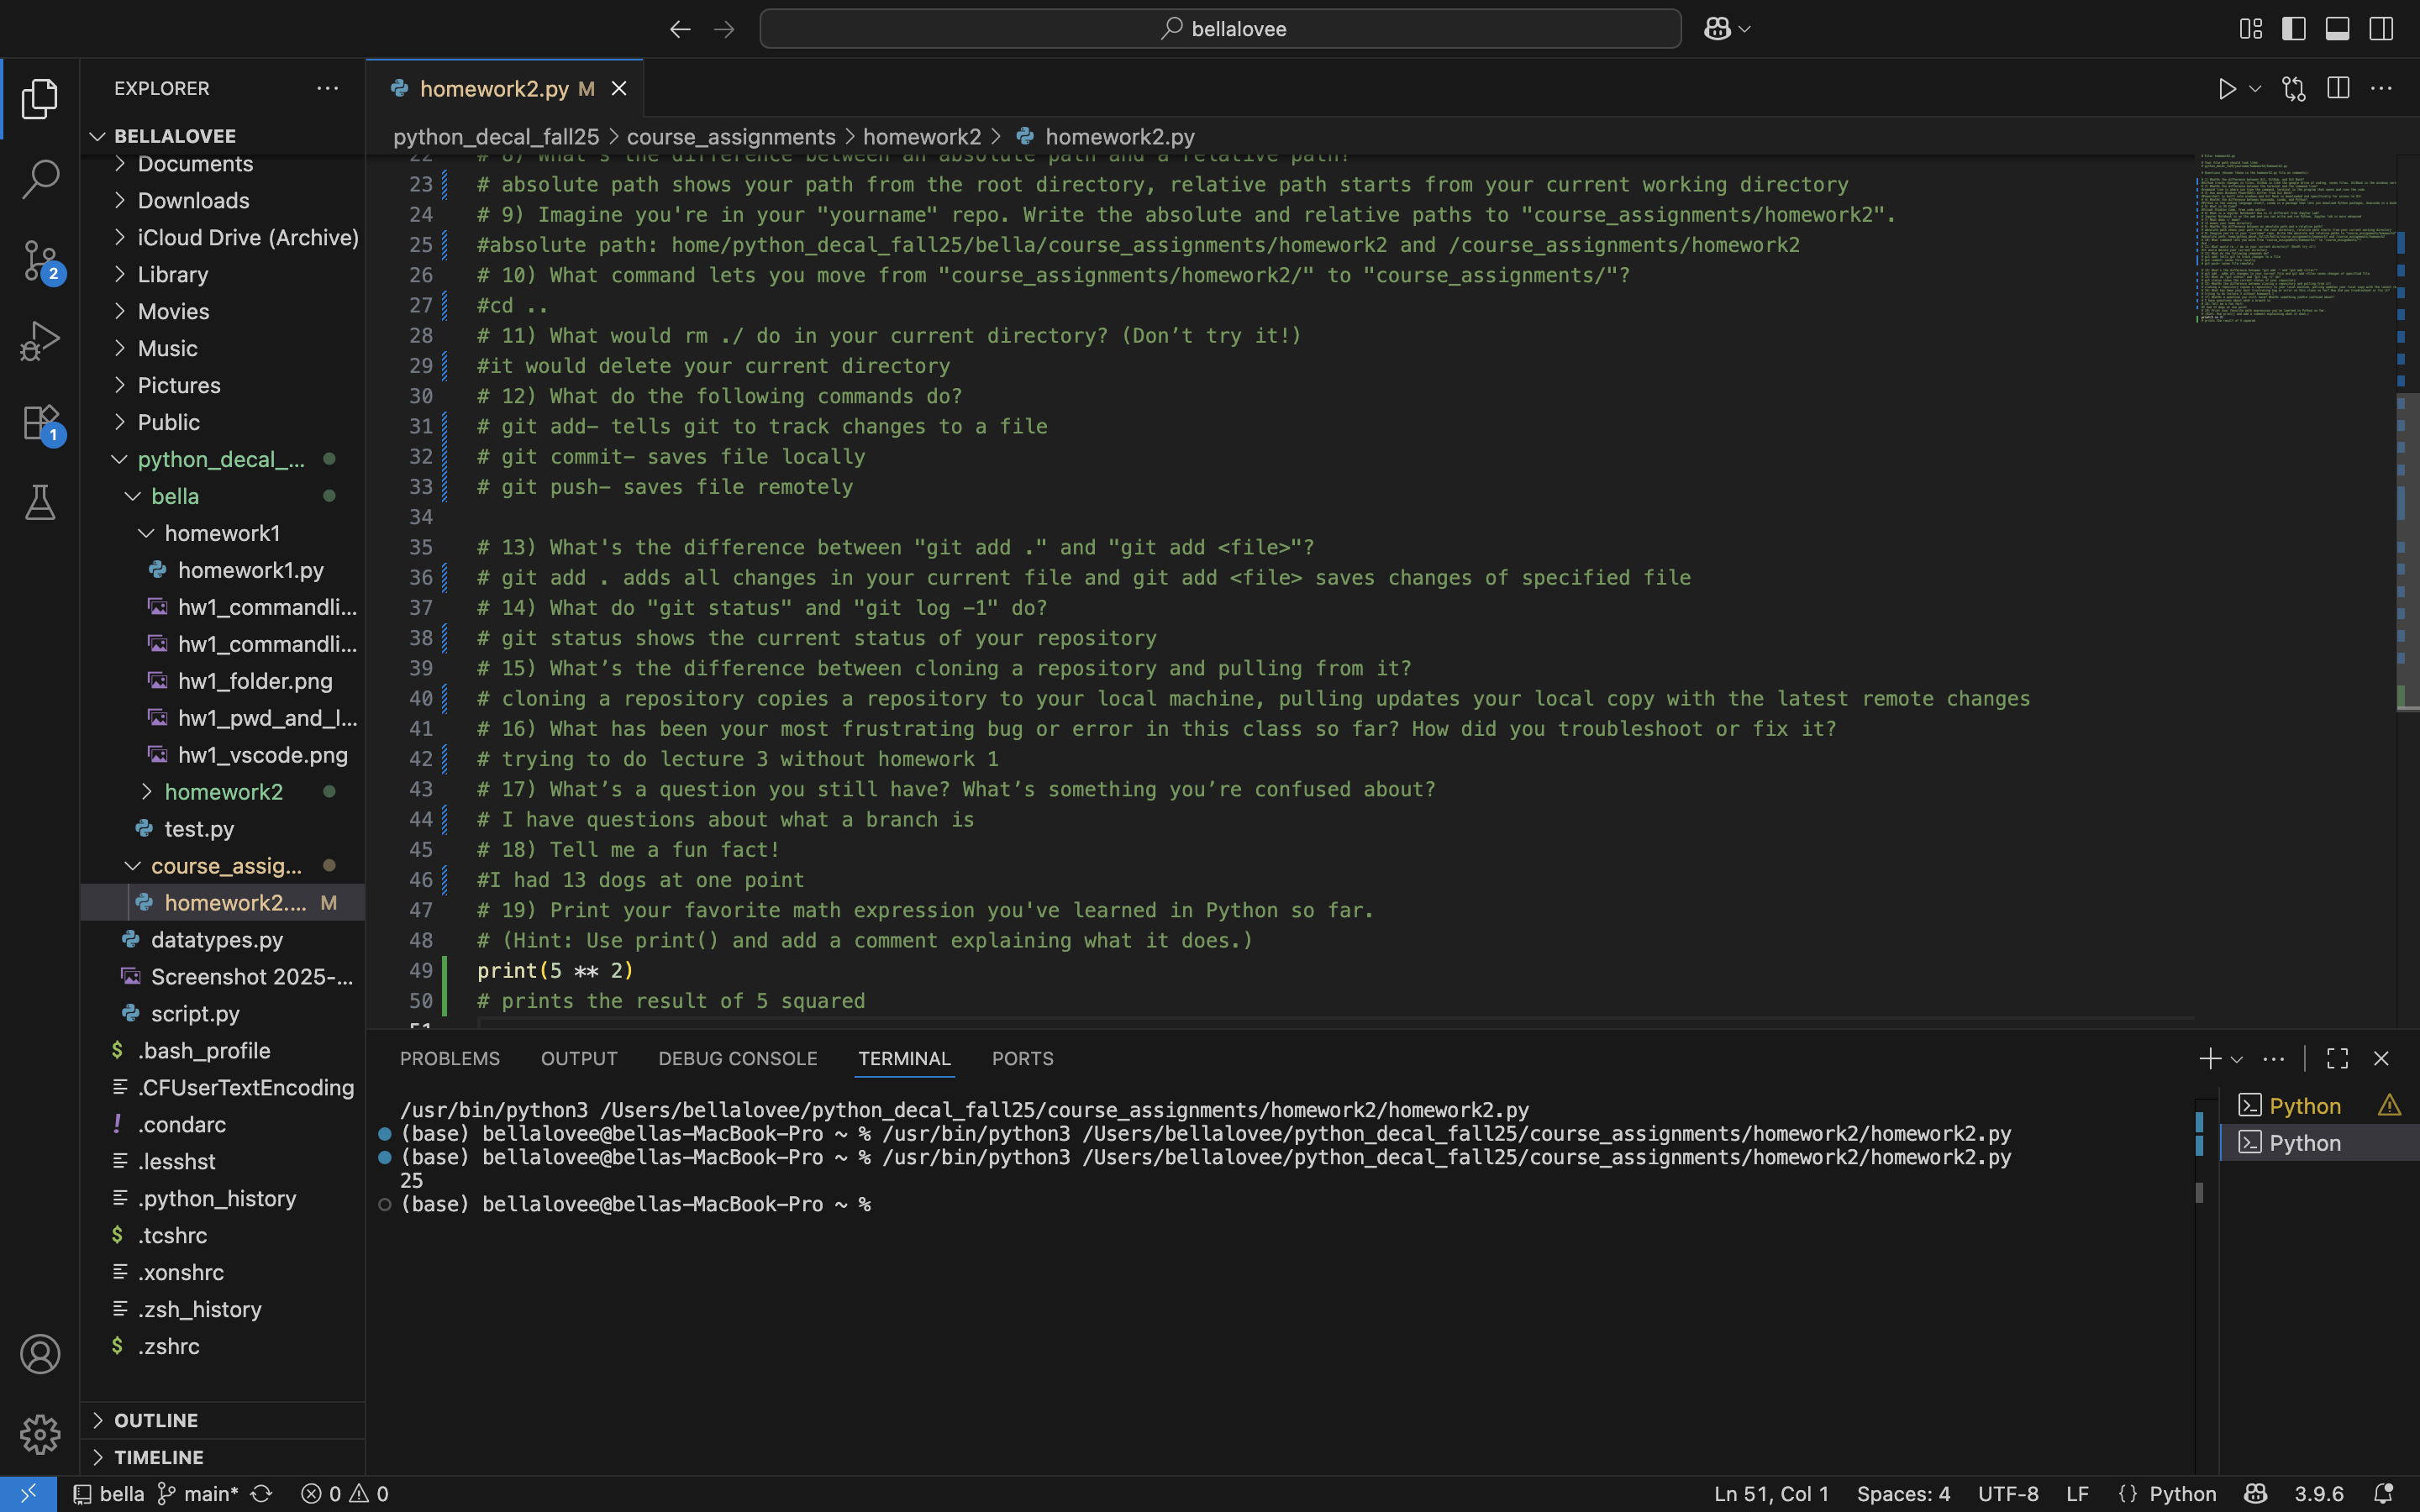 bellalovee
EXPLORER
BELLALOVEE
Documents
Downloads
iCloud Drive (Archive)
Library
Movies
Music
Pictures
Public
python_decal_...
bella
homework1
homework1.py
hw1_commandli...
hw1_commandli...
hw1_folder.png
hw1_pwd_and_l...
hw1_vscode.png
homework2
test.py
course_assig...
homework2.... M
datatypes.py
Screenshot 2025-...
script.py
.bash_profile
.CFUserTextEncoding
.condarc
.lesshst
.python_history
.tcshrc
.xonshrc
.zsh_history
.zshrc
OUTLINE
TIMELINE
2
1
homework2.py M
python_decal_fall25 > course_assignments > homework2 > homework2.py
22 # 8) What's the difference between an absolute path and a relative path?
23 # absolute path shows your path from the root directory, relative path starts from your current working directory
24 # 9) Imagine you're in your "yourname" repo. Write the absolute and relative paths to "course_assignments/homework2".
25 #absolute path: home/python_decal_fall25/bella/course_assignments/homework2 and /course_assignments/homework2
26 # 10) What command lets you move from "course_assignments/homework2/" to "course_assignments/"?
27 #cd ..
28 # 11) What would rm ./ do in your current directory? (Don’t try it!)
29 #it would delete your current directory
30 # 12) What do the following commands do?
31 # git add- tells git to track changes to a file
32 # git commit- saves file locally
33 # git push- saves file remotely
34
35 # 13) What's the difference between "git add ." and "git add <file>"?
36 # git add . adds all changes in your current file and git add <file> saves changes of specified file
37 # 14) What do "git status" and "git log -1" do?
38 # git status shows the current status of your repository
39 # 15) What’s the difference between cloning a repository and pulling from it?
40 # cloning a repository copies a repository to your local machine, pulling updates your local copy with the latest remote changes
41 # 16) What has been your most frustrating bug or error in this class so far? How did you troubleshoot or fix it?
42 # trying to do lecture 3 without homework 1
43 # 17) What’s a question you still have? What’s something you’re confused about?
44 # I have questions about what a branch is
45 # 18) Tell me a fun fact!
46 #I had 13 dogs at one point
47 # 19) Print your favorite math expression you've learned in Python so far.
48 # (Hint: Use print() and add a comment explaining what it does.)
49 print(5 ** 2)
50 # prints the result of 5 squared
51
PROBLEMS OUTPUT DEBUG CONSOLE TERMINAL PORTS
/usr/bin/python3 /Users/bellalovee/python_decal_fall25/course_assignments/homework2/homework2.py
(base) bellalovee@bellas-MacBook-Pro ~ % /usr/bin/python3 /Users/bellalovee/python_decal_fall25/course_assignments/homework2/homework2.py
(base) bellalovee@bellas-MacBook-Pro ~ % /usr/bin/python3 /Users/bellalovee/python_decal_fall25/course_assignments/homework2/homework2.py
25
(base) bellalovee@bellas-MacBook-Pro ~ %
Python
Python
bella main* 0 0
Ln 51, Col 1 Spaces: 4 UTF-8 LF {} Python 3.9.6